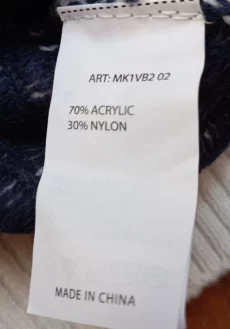 ART: MK1VB2 02
70% ACRYLIC
30% NYLON
MADE IN CHINA